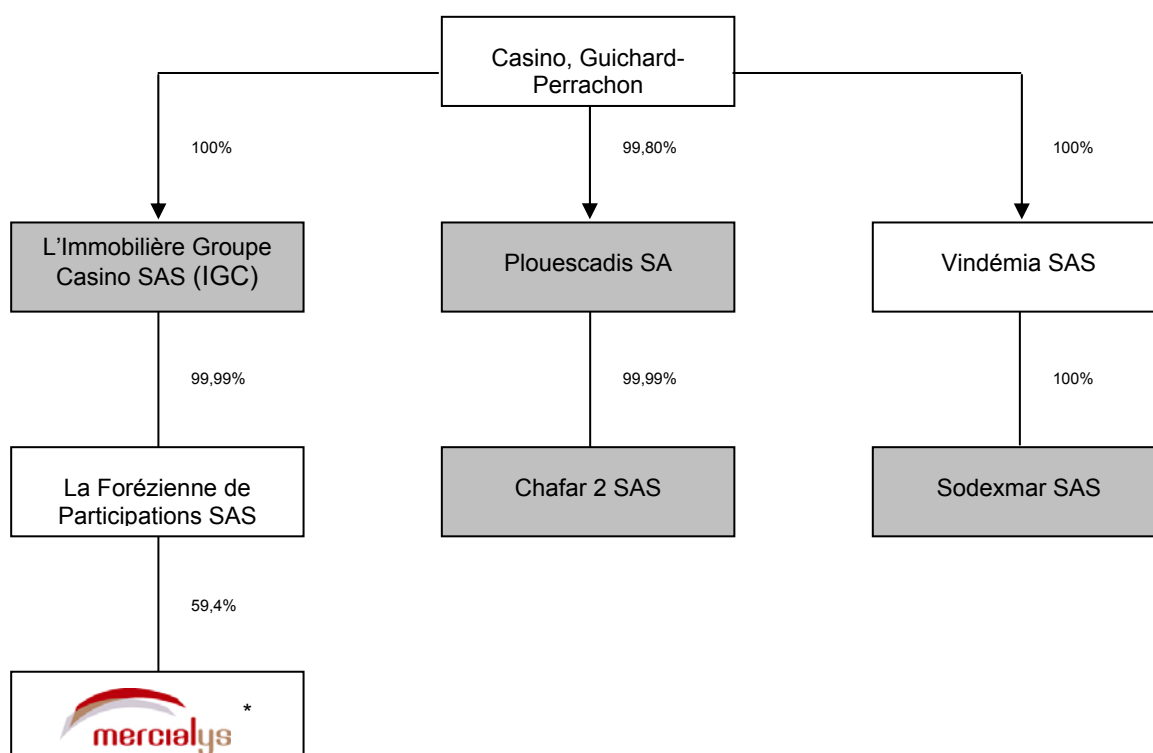 Casino, Guichard-
Perrachon
100%
99,80%
100%
L'Immobilière Groupe
Casino SAS (IGC)
Plouescadis SA
Vindémia SAS
99,99%
99,99%
100%
La Forézienne de
Participations SAS
Chafar 2 SAS
Sodexmar SAS
59,4%
mercialys *